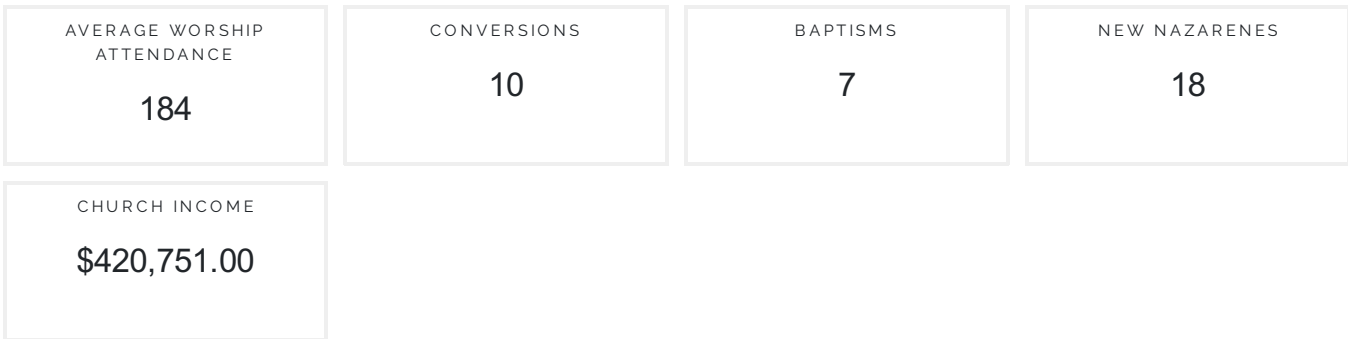 AVERAGE WORSHIP
ATTENDANCE
184
CONVERSIONS
10
BAPTISMS
7
NEW NAZARENES
18
CHURCH INCOME
$420,751.00